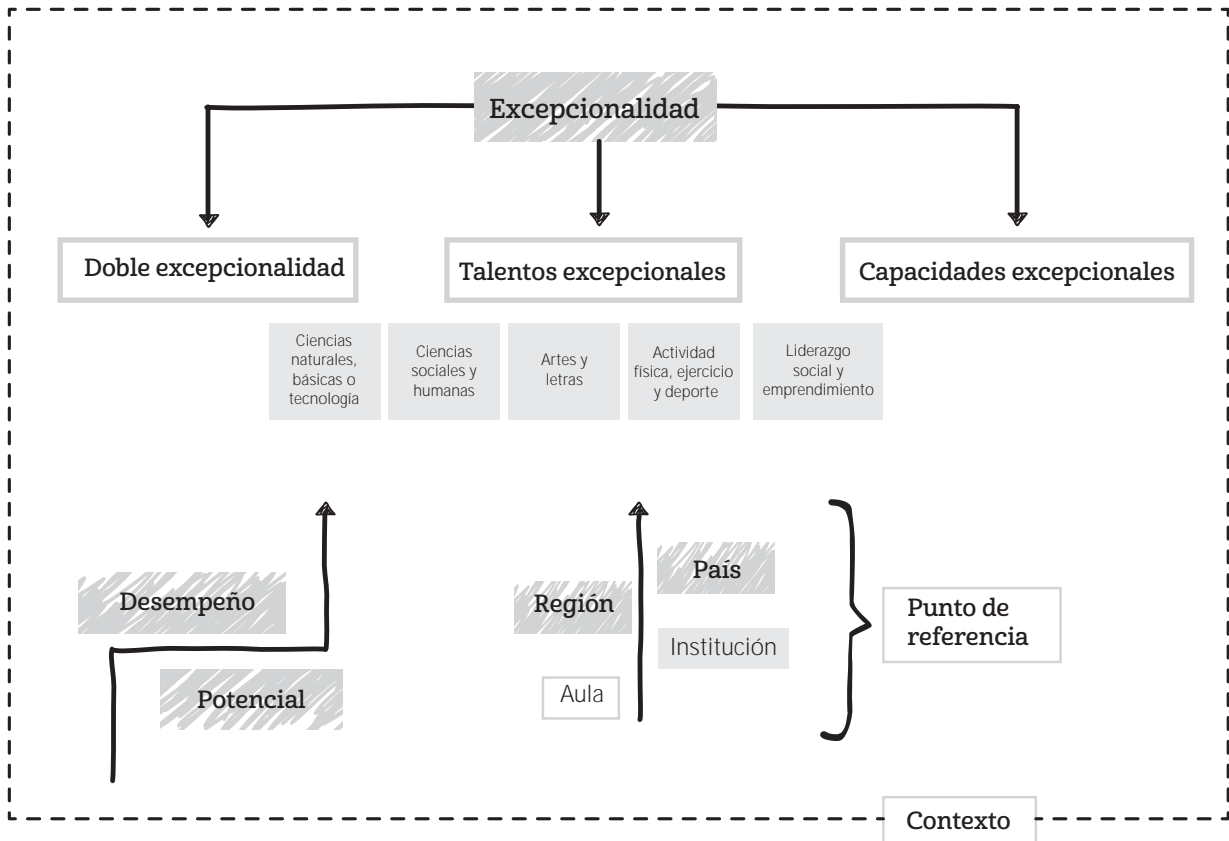 Excepcionalidad
Doble excepcionalidad
Talentos excepcionales
Capacidades excepcionales
Ciencias
naturales,
básicas o
tecnología
Ciencias
sociales y
humanas
Artes y
letras
Actividad
física, ejercicio
y deporte
Liderazgo
social y
emprendimiento
Desempeño
Potencial
Región
País
Institución
Aula
Punto de
referencia
Contexto